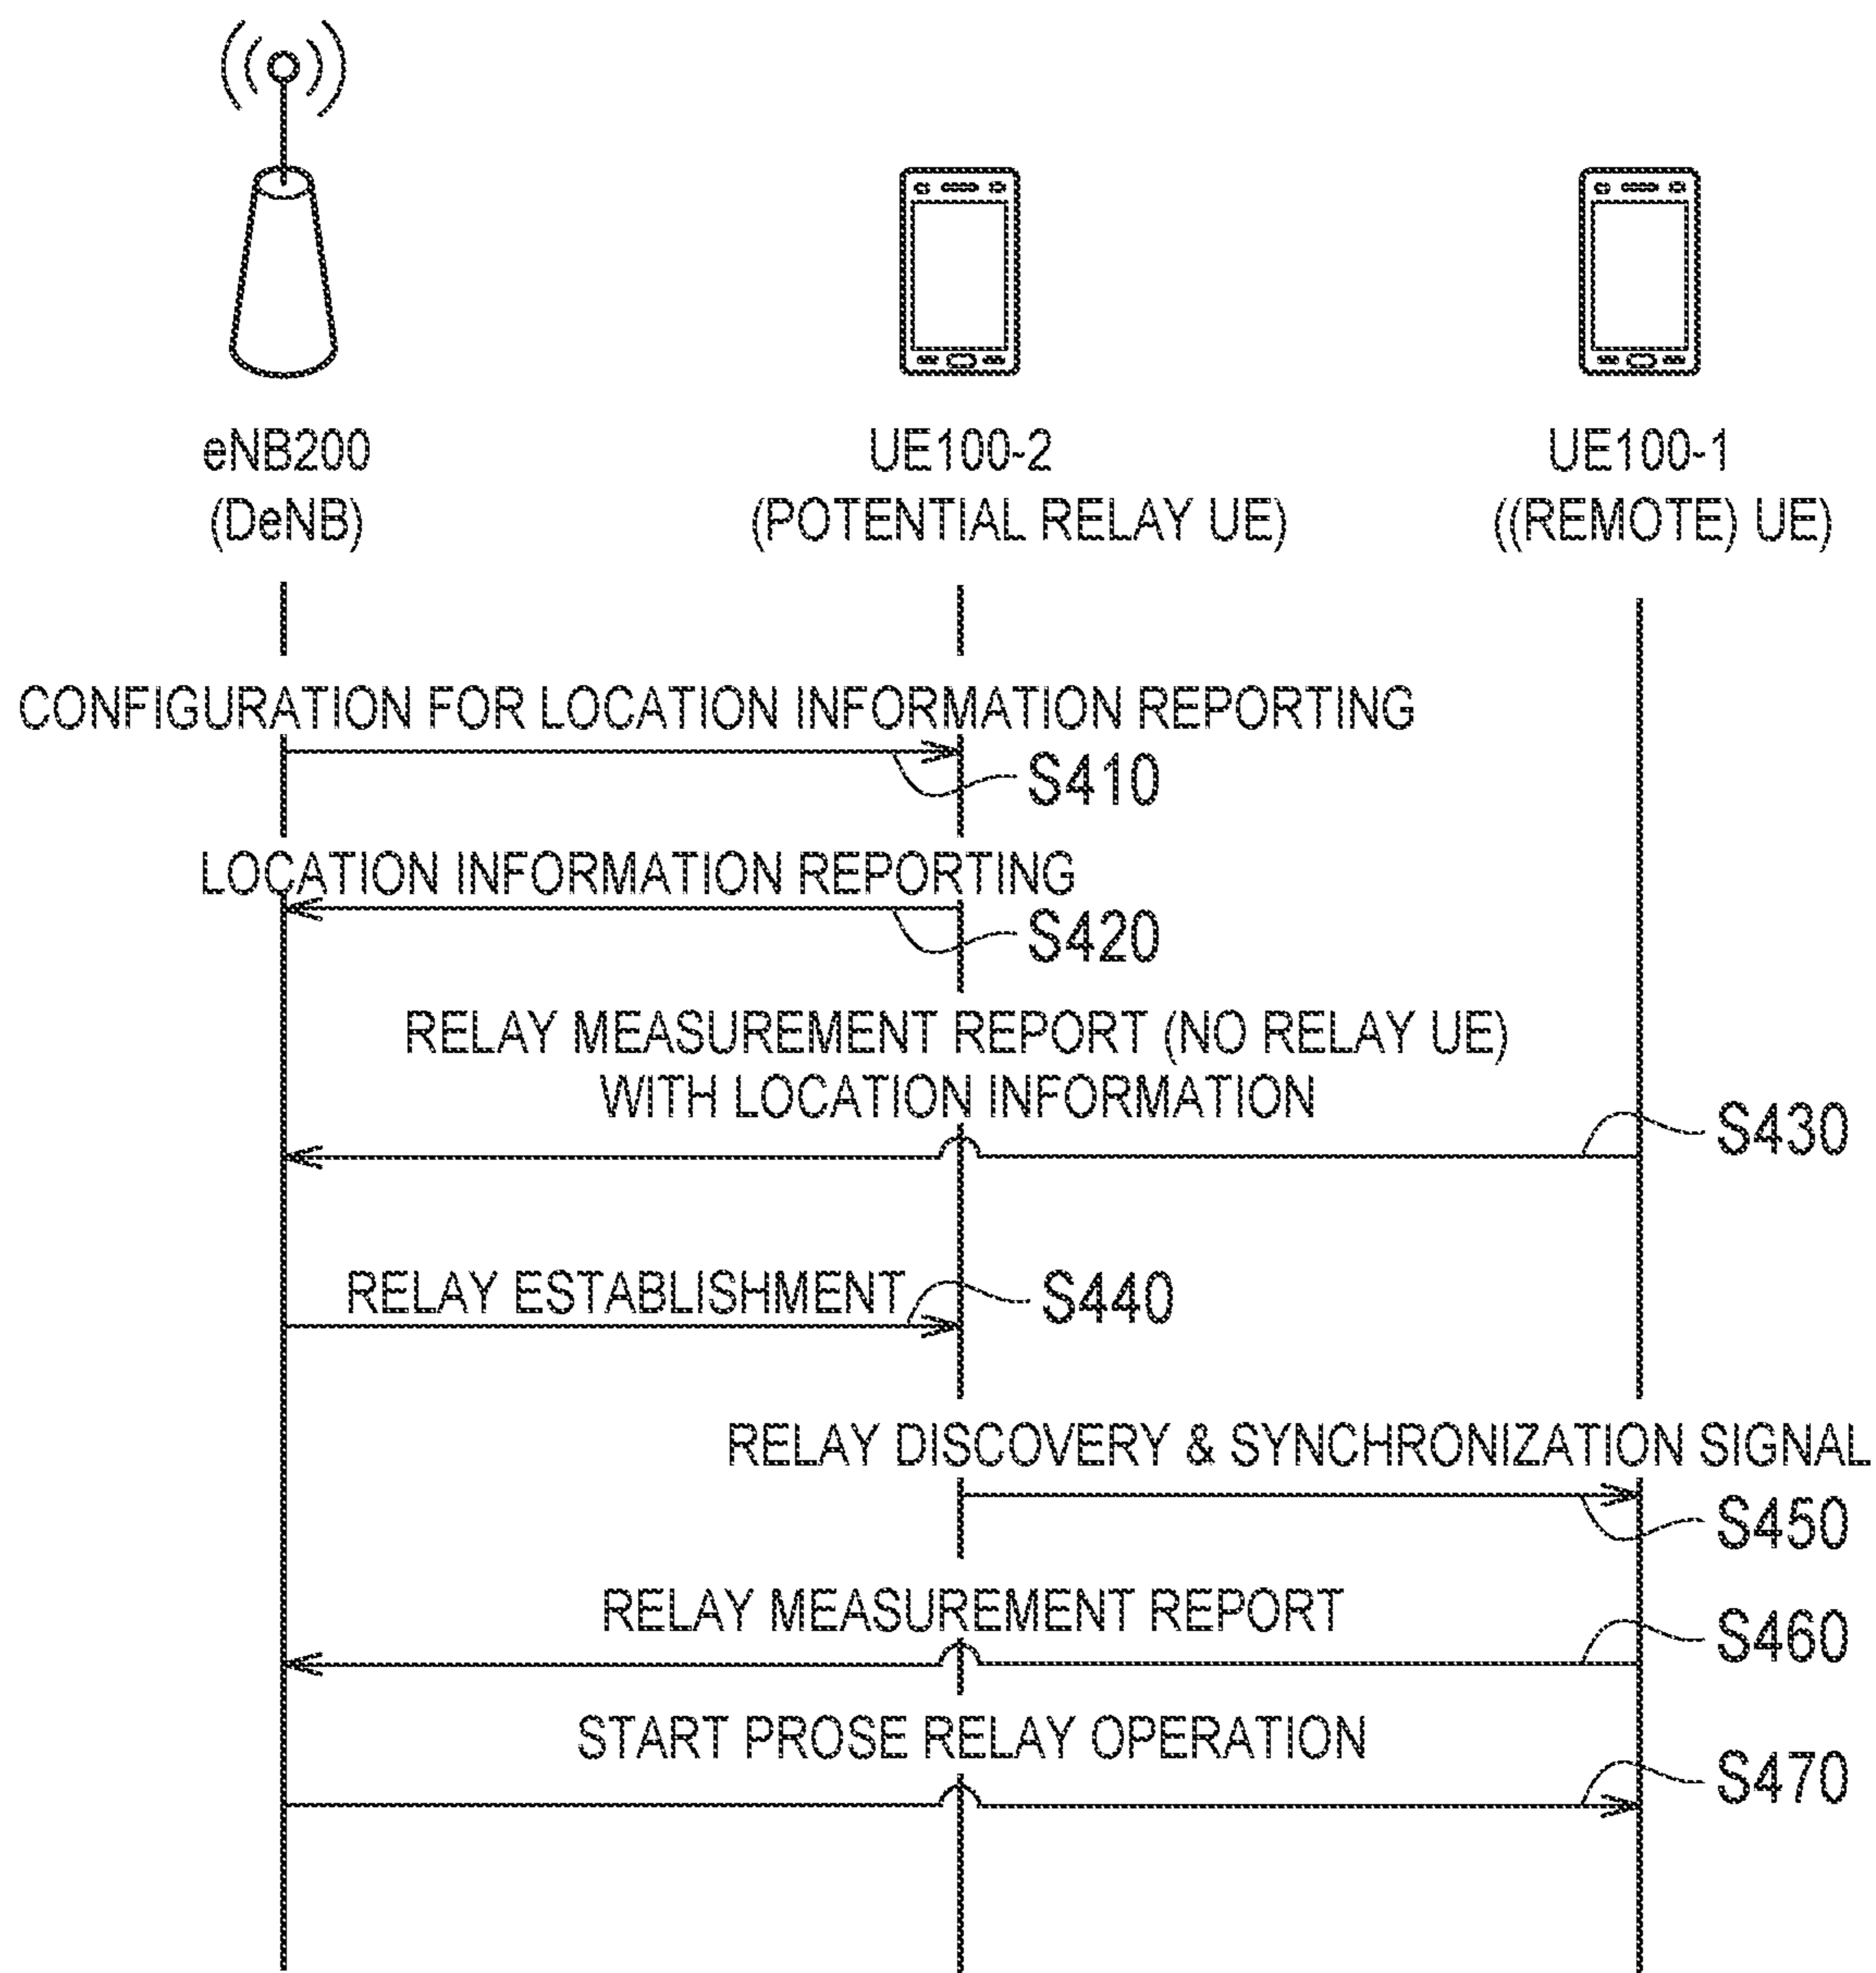 eNB200
(DeNB)
UE100-2
(POTENTIAL RELAY UE)
UE100-1
((REMOTE) UE)
CONFIGURATION FOR LOCATION INFORMATION REPORTING
S410
LOCATION INFORMATION REPORTING
S420
RELAY MEASUREMENT REPORT (NO RELAY UE)
WITH LOCATION INFORMATION
S430
RELAY ESTABLISHMENT
S440
RELAY DISCOVERY & SYNCHRONIZATION SIGNAL
S450
RELAY MEASUREMENT REPORT
S460
START PROSE RELAY OPERATION
S470